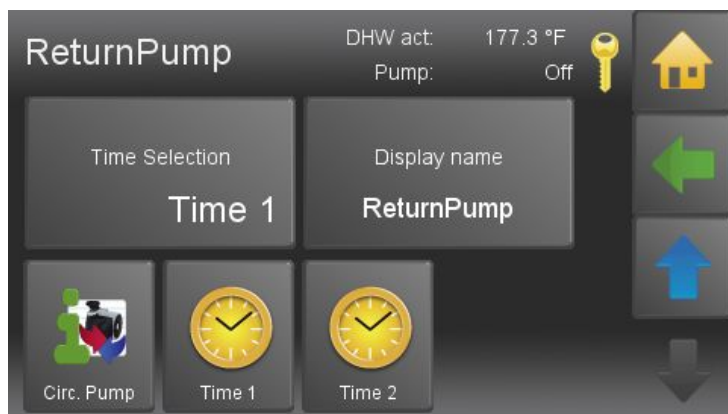 ReturnPump
DHW act: 177.3 °F
Pump: Off
Time Selection
Time 1
Display name
ReturnPump
Circ. Pump
Time 1
Time 2